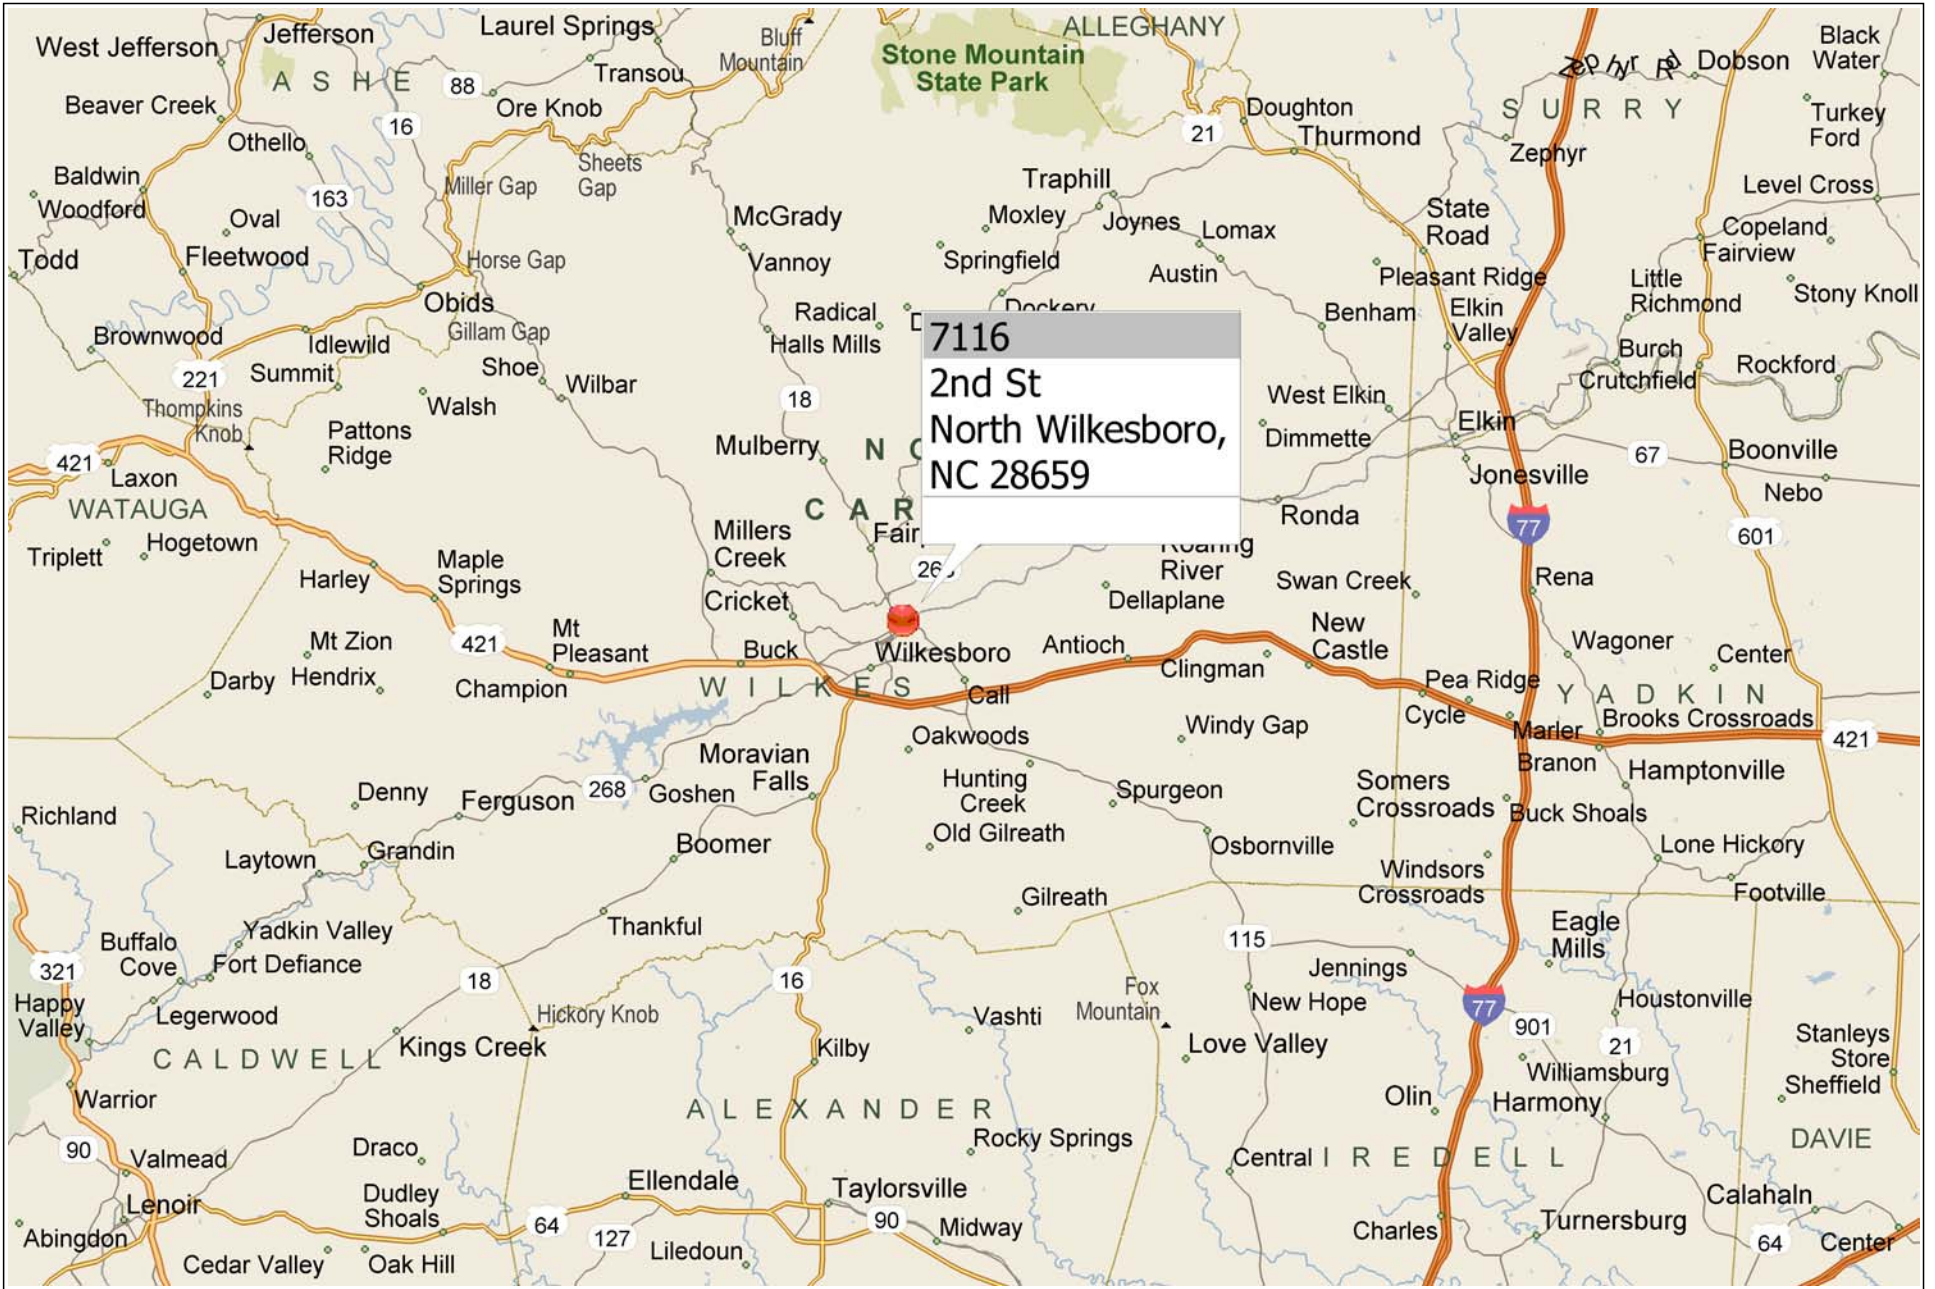 Jefferson
Laurel Springs
ALLEGHANY
Black
Water
West Jefferson
Bluff
Mountain
Stone Mountain
State Park
Zephyr Rd
Dobson
ASHE
88
Transou
Beaver Creek
Ore Knob
16
Doughton
SURRY
Turkey
Ford
Othello
21
Thurmond
Zephyr
Sheets
Gap
Baldwin
Miller Gap
Traphill
Level Cross
Woodford
163
Oval
McGrady
Moxley
Joynes
Lomax
State
Road
Copeland
Fairview
Todd
Fleetwood
Horse Gap
Vannoy
Springfield
Austin
Pleasant Ridge
Little
Richmond
Stony Knoll
Obids
Radical
Dockery
Benham
Elkin
Valley
Brownwood
Idlewild
Gillam Gap
Halls Mills
7116
2nd St
North Wilkesboro,
NC 28659
Burch
Crutchfield
Rockford
221
Summit
Shoe
Wilbar
18
West Elkin
Thompkins
Knob
Walsh
Elkin
Pattons
Ridge
Mulberry
Dimmette
67
Boonville
421
Laxon
Jonesville
Nebo
WATAUGA
CAR
Ronda
77
601
Triplett
Hogetown
Millers
Creek
Maple
Springs
Roaring
River
Harley
Swan Creek
Rena
Cricket
Dellaplane
421
Mt Zion
Mt
Pleasant
Buck
Wilkesboro
Antioch
Clingman
New
Castle
Wagoner
Center
Darby
Hendrix
Champion
WILKES
Call
Pea Ridge
YADKIN
Cycle
Marler
Brooks Crossroads
421
Oakwoods
Windy Gap
Branon
Hamptonville
Moravian
Falls
Hunting
Creek
Somers
Crossroads
Denny
Ferguson
268
Goshen
Spurgeon
Buck Shoals
Richland
Old Gilreath
Laytown
Grandin
Boomer
Osbornville
Lone Hickory
Windsors
Crossroads
Footville
Gilreath
Thankful
Yadkin Valley
Eagle
Mills
Buffalo
Cove
Fort Defiance
115
321
18
16
Jennings
Happy
Valley
Legerwood
Hickory Knob
Vashti
Fox
Mountain
New Hope
77
Houstonville
901
21
Stanleys
Store
CALDWELL
Kings Creek
Kilby
Love Valley
Williamsburg
Sheffield
Warrior
ALEXANDER
Olin
Harmony
90
Valmead
Draco
Rocky Springs
Central
IREDELL
DAVIE
Lenoir
Dudley
Shoals
Ellendale
Taylorsville
Calahaln
Abingdon
64
127
90
Midway
Charles
Turnersburg
64
Center
Cedar Valley
Oak Hill
Liledoun